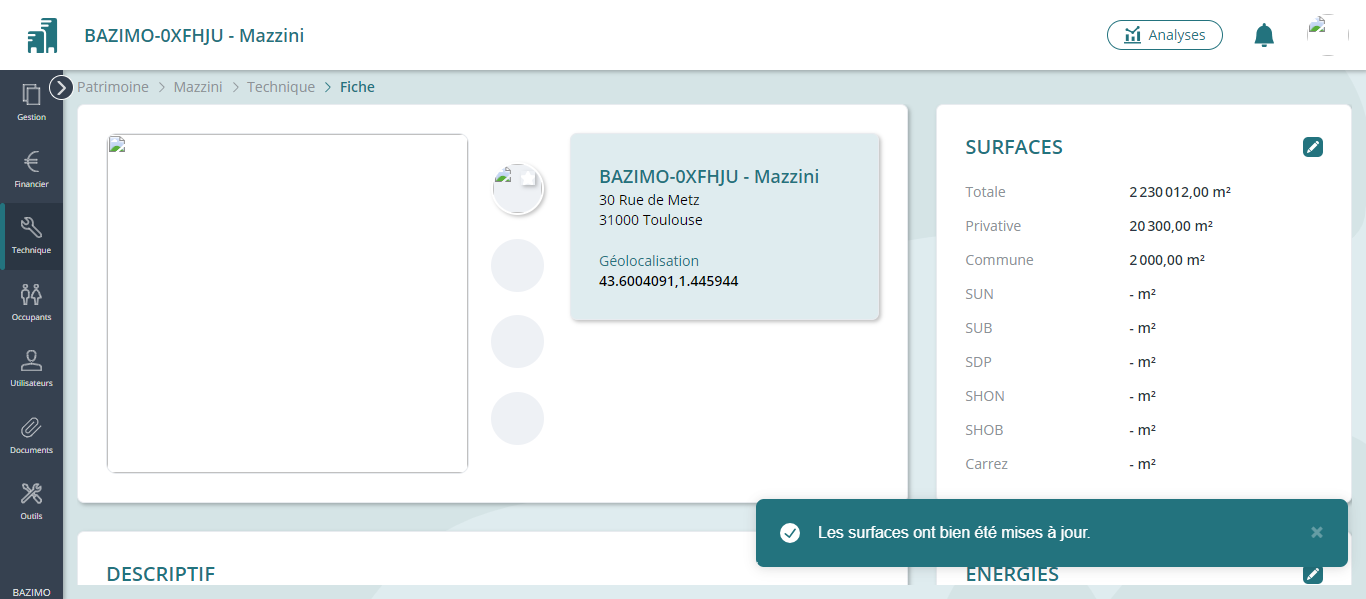 BAZIMO-0XFHJU - Mazzini
Analyses
Patrimoine > Mazzini > Technique > Fiche
Gestion
Financier
Technique
Occupants
Utilisateurs
Documents
Outils
BAZIMO
BAZIMO-0XFHJU - Mazzini
30 Rue de Metz
31000 Toulouse
Géolocalisation
43.6004091,1.445944
SURFACES
Totale 2 230 012,00 m²
Privative 20 300,00 m²
Commune 2 000,00 m²
SUN - m²
SUB - m²
SDP - m²
SHON - m²
SHOB - m²
Carrez - m²
Les surfaces ont bien été mises à jour.
DESCRIPTIF
ENERGIES